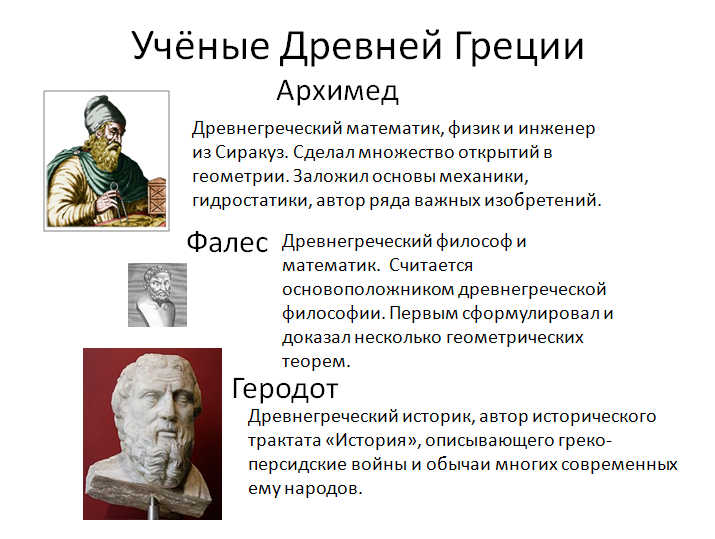 Учёные Древней Греции
Архимед
Древнегреческий математик, физик и инженер
из Сиракуз. Сделал множество открытий в
геометрии. Заложил основы механики,
гидростатики, автор ряда важных изобретений.
Фалес
Древнегреческий философ и
математик.  Считается
основоположником древнегреческой
философии. Первым сформулировал и
доказал несколько геометрических
теорем.
Геродот
Древнегреческий историк, автор исторического
трактата «История», описывающего греко-
персидские войны и обычаи многих современных
ему народов.